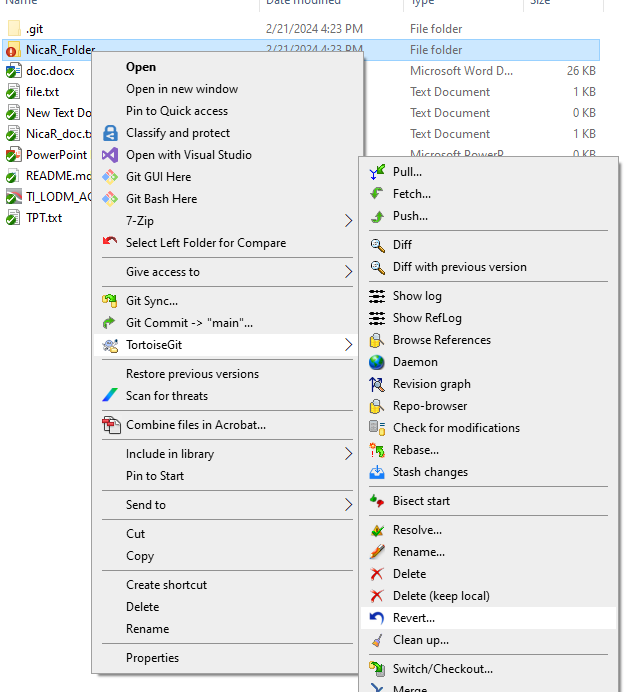 Name Date modified Type Size
.git 2/21/2024 4:23 PM File folder
NicaR_Folder 2/21/2024 4:23 PM File folder
doc.docx Microsoft Word D... 26 KB
file.txt Text Document 1 KB
New Text Do Text Document 0 KB
NicaR_doc.tx Text Document 1 KB
PowerPoint Microsoft PowerP... 0 KB
README.md
TI_LODM_AC
TPT.txt
Open
Open in new window
Pin to Quick access
Classify and protect
Open with Visual Studio
Git GUI Here
Git Bash Here
7-Zip
Select Left Folder for Compare
Give access to
Git Sync...
Git Commit -> "main"...
TortoiseGit
Restore previous versions
Scan for threats
Combine files in Acrobat...
Include in library
Pin to Start
Send to
Cut
Copy
Create shortcut
Delete
Rename
Properties
Pull...
Fetch...
Push...
Diff
Diff with previous version
Show log
Show RefLog
Browse References
Daemon
Revision graph
Repo-browser
Check for modifications
Rebase...
Stash changes
Bisect start
Resolve...
Rename...
Delete
Delete (keep local)
Revert...
Clean up...
Switch/Checkout...
Merge